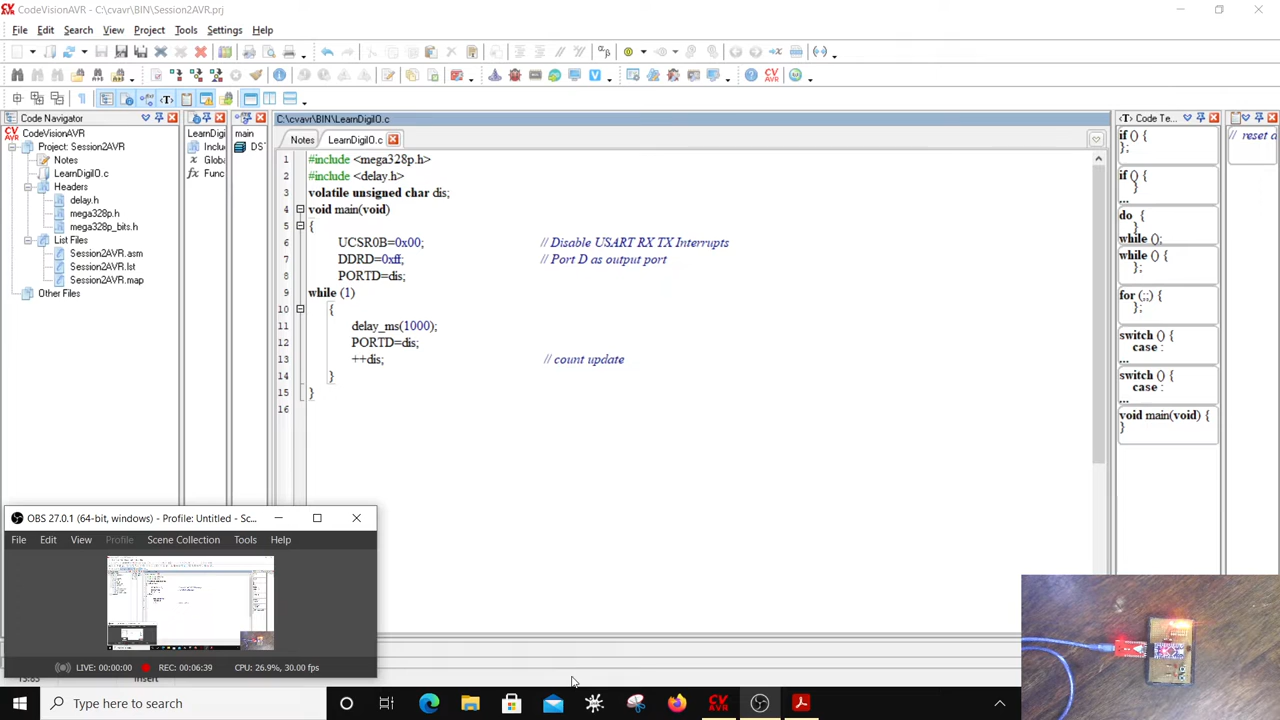 CodeVisionAVR - C:\cvavr\BIN\Session2AVR.prj
File Edit Search View Project Tools Settings Help
Code Navigator
CodeVisionAVR
Project: Session2AVR
Notes
LearnDigIO.c
Headers
delay.h
mega328p.h
mega328p_bits.h
List Files
Session2AVR.asm
Session2AVR.lst
Session2AVR.map
Other Files
LearnDigI
Includ
Globa
Func
main
DS
C:\cvavr\BIN\LearnDigIO.c
Notes LearnDigIO.c
1 #include <mega328p.h>
2 #include <delay.h>
3 volatile unsigned char dis;
4 void main(void)
5 {
6 UCSR0B=0x00; // Disable USART RX TX Interrupts
7 DDRD=0xff; // Port D as output port
8 PORTD=dis;
9 while (1)
10 {
11 delay_ms(1000);
12 PORTD=dis;
13 ++dis; // count update
14 }
15 }
16
<T> Code Te...
if () {
};
if () {
}
...
do {
}
while ();
while () {
};
for (;;) {
};
switch ()
case :
...
switch ()
case :
...
void main(void) {
}
// reset a
OBS 27.0.1 (64-bit, windows) - Profile: Untitled - Sc...
File Edit View Profile Scene Collection Tools Help
LIVE: 00:00:00 REC: 00:06:39 CPU: 26.9%, 30.00 fps
Insert
Type here to search